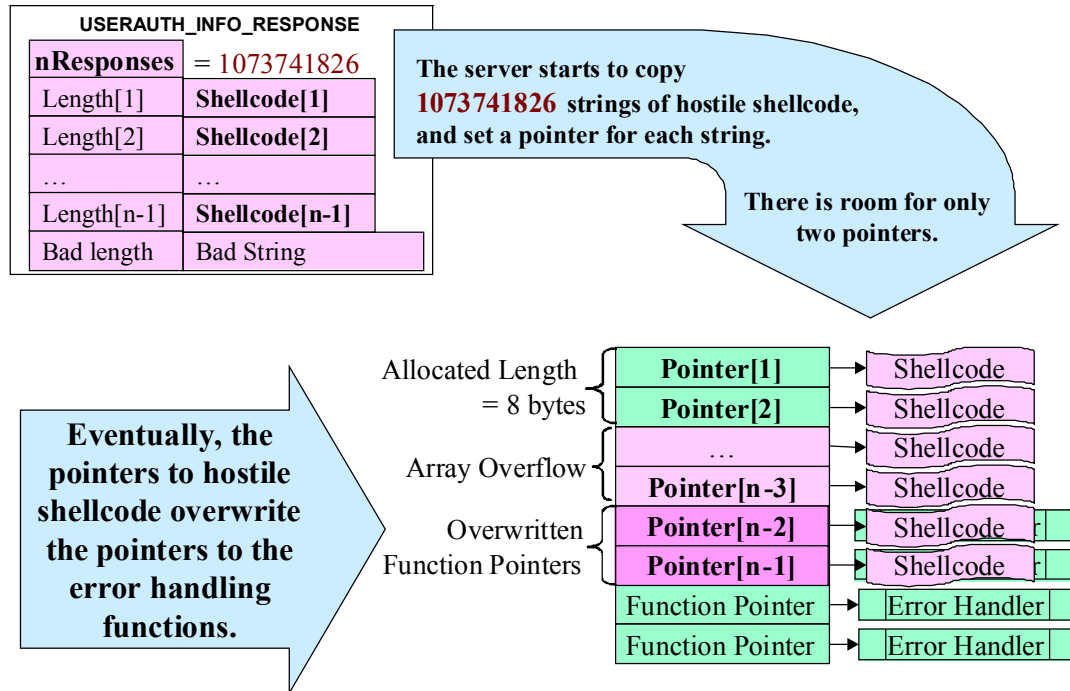 USERAUTH_INFO_RESPONSE
nResponses = 1073741826
Length[1] Shellcode[1]
Length[2] Shellcode[2]
… …
Length[n-1] Shellcode[n-1]
Bad length Bad String
The server starts to copy
1073741826 strings of hostile shellcode,
and set a pointer for each string.
There is room for only
two pointers.
Eventually, the
pointers to hostile
shellcode overwrite
the pointers to the
error handling
functions.
Allocated Length
= 8 bytes
Array Overflow
Overwritten
Function Pointers
Pointer[1] Shellcode
Pointer[2] Shellcode
… Shellcode
Pointer[n-3] Shellcode
Pointer[n-2] Shellcode
Pointer[n-1] Shellcode
Function Pointer Error Handler
Function Pointer Error Handler